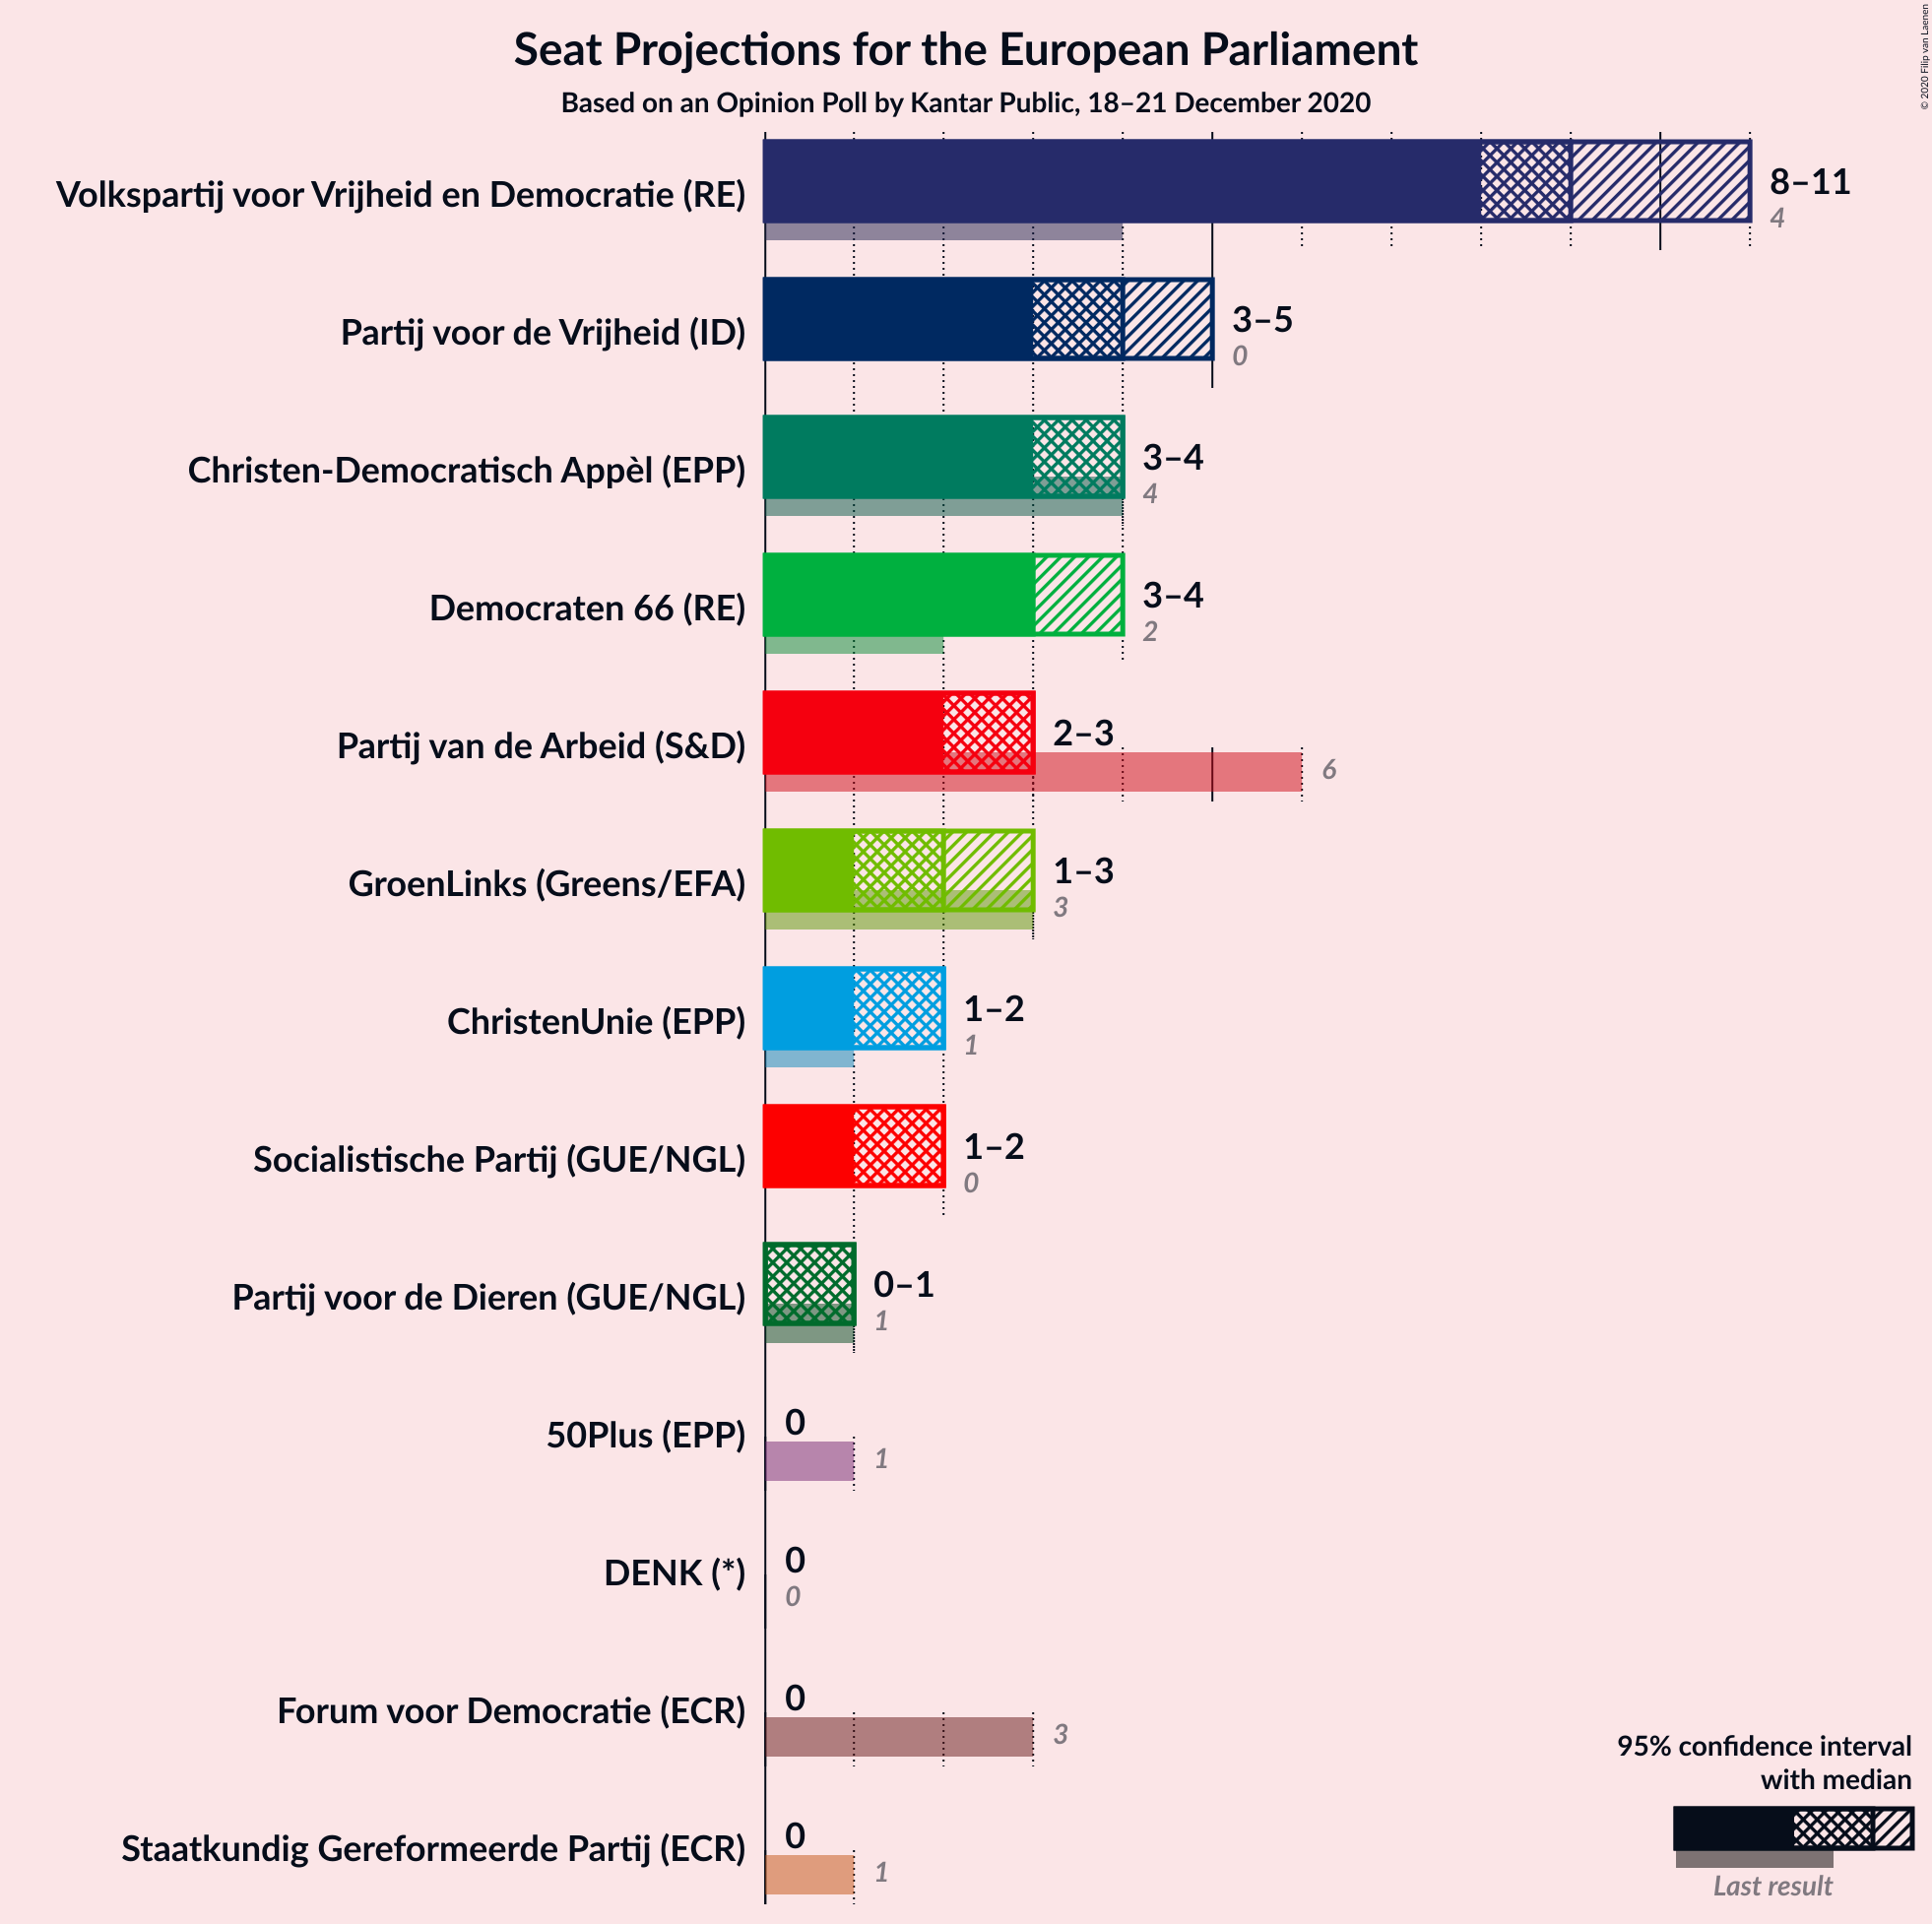 Seat Projections for the European Parliament
Based on an Opinion Poll by Kantar Public, 18–21 December 2020
© 2020 Filip van Laenen
Volkspartij voor Vrijheid en Democratie (RE)
8–11
4
Partij voor de Vrijheid (ID)
3–5
0
Christen-Democratisch Appèl (EPP)
3–4
4
Democraten 66 (RE)
3–4
2
Partij van de Arbeid (S&D)
2–3
6
GroenLinks (Greens/EFA)
1–3
3
ChristenUnie (EPP)
1–2
1
Socialistische Partij (GUE/NGL)
1–2
0
Partij voor de Dieren (GUE/NGL)
0–1
1
50Plus (EPP)
0
1
DENK (*)
0
0
Forum voor Democratie (ECR)
0
3
Staatkundig Gereformeerde Partij (ECR)
0
1
95% confidence interval
with median
Last result